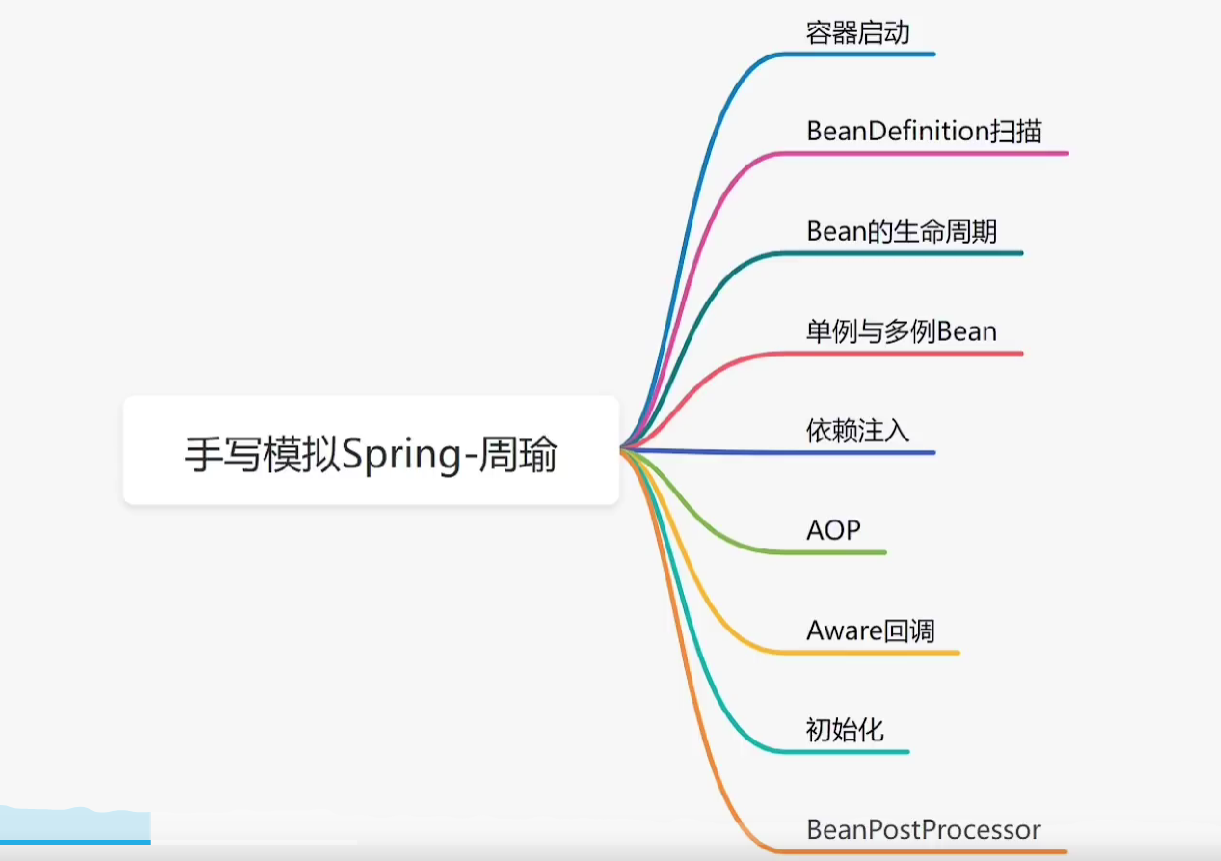 容器启动
BeanDefinition扫描
Bean的生命周期
单例与多例Bean
依赖注入
手写模拟Spring-周瑜
AOP
Aware回调
初始化
BeanPostProcessor